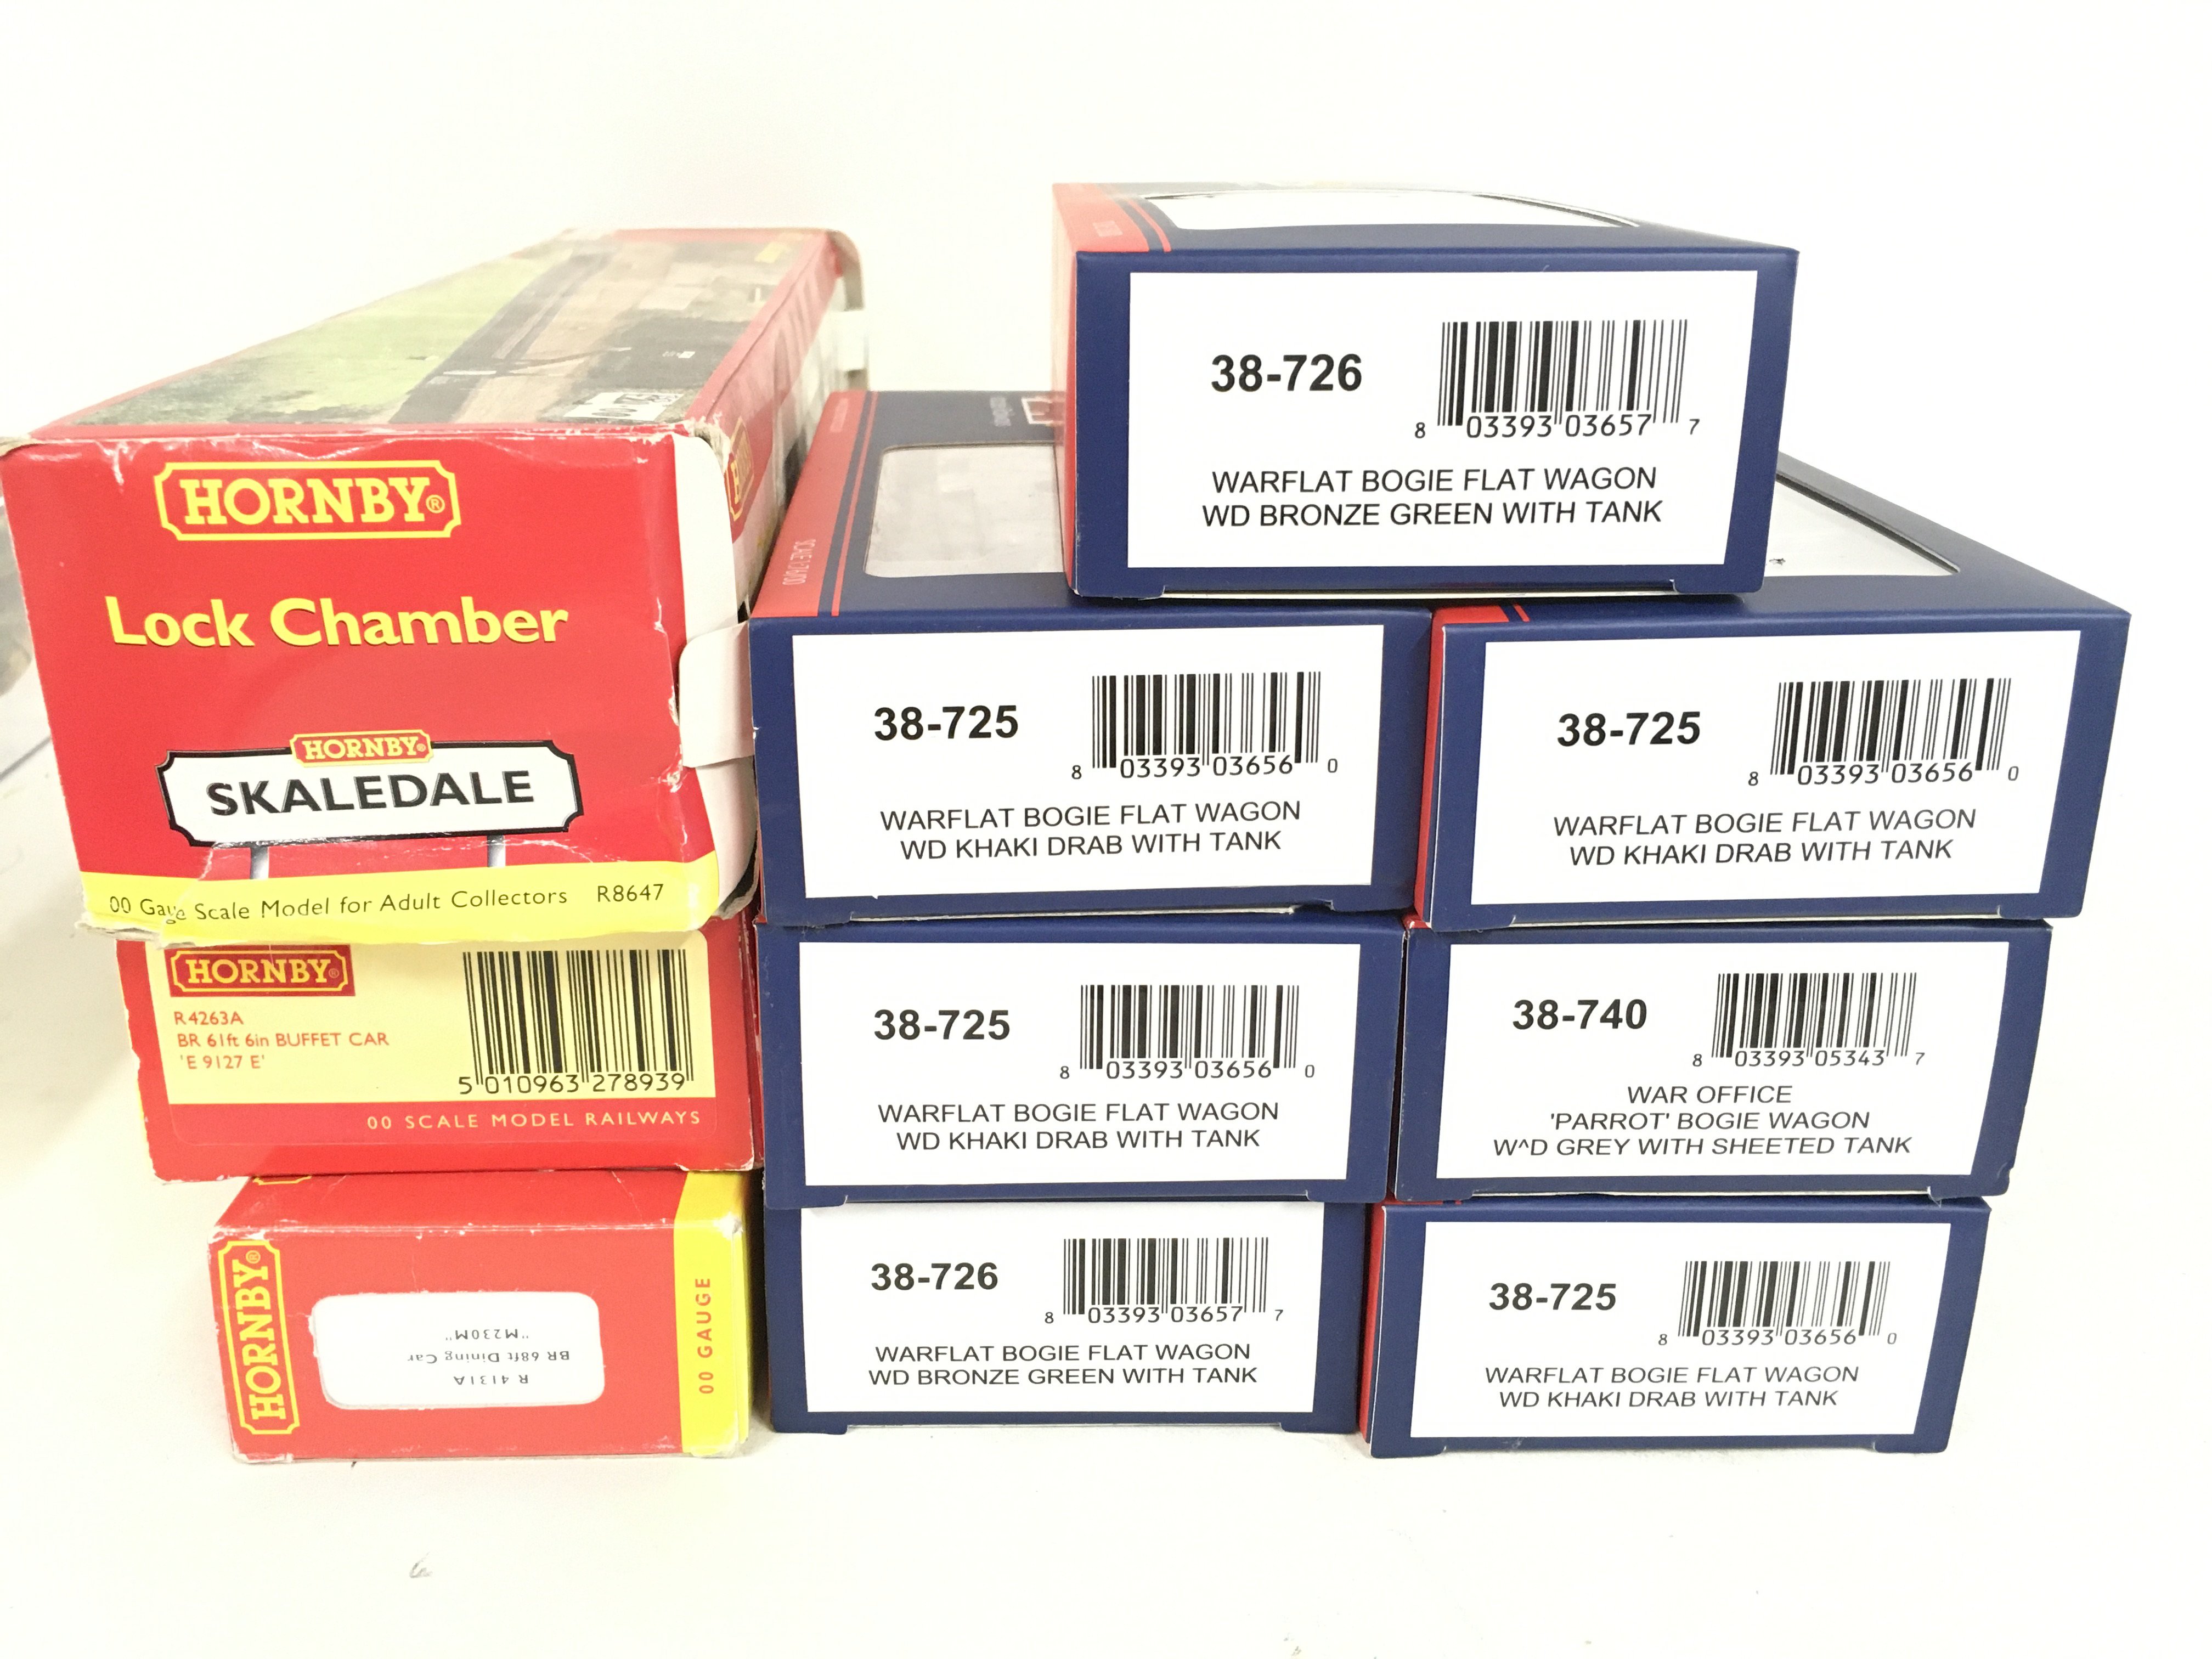 HORNBY®
Lock Chamber
HORNBY®
SKALEDALE
00 Gauge Scale Model for Adult Collectors R8647
HORNBY®
R4263A
BR 61ft 6in BUFFET CAR
'E 9127 E'
5 010963 278939
00 SCALE MODEL RAILWAYS
HORNBY®
R 4131A
BR 68ft Dining Car
"M230M"
00 GAUGE
38-726
8 03393 03657 7
WARFLAT BOGIE FLAT WAGON
WD BRONZE GREEN WITH TANK
SCALE 1:76/00
38-725
8 03393 03656 0
WARFLAT BOGIE FLAT WAGON
WD KHAKI DRAB WITH TANK
38-725
8 03393 03656 0
WARFLAT BOGIE FLAT WAGON
WD KHAKI DRAB WITH TANK
38-725
8 03393 03656 0
WARFLAT BOGIE FLAT WAGON
WD KHAKI DRAB WITH TANK
38-740
8 03393 05343 7
WAR OFFICE
'PARROT' BOGIE WAGON
W^D GREY WITH SHEETED TANK
38-726
8 03393 03657 7
WARFLAT BOGIE FLAT WAGON
WD BRONZE GREEN WITH TANK
38-725
8 03393 03656 0
WARFLAT BOGIE FLAT WAGON
WD KHAKI DRAB WITH TANK